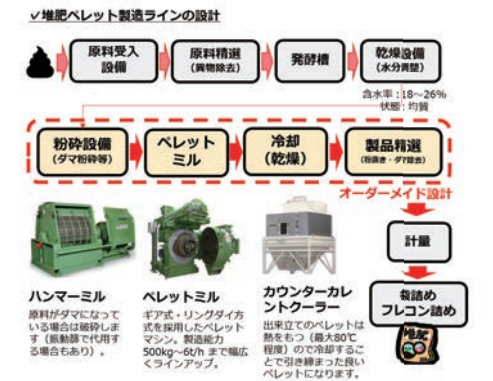 ✓堆肥ペレット製造ラインの設計
原料受入
設備
原料精選
(異物除去)
発酵槽
乾燥設備
(水分調整)
含水率：18～26%
状態：均質
粉砕設備
(ダマ粉砕等)
ペレット
ミル
冷却
(乾燥)
製品精選
(粉抜き・ダマ除去)
オーダーメイド設計
計量
袋詰め
フレコン詰め
ハンマーミル
原料がダマになって
いる場合は破砕しま
す（振動篩で代用す
る場合もあり）。
ペレットミル
ギア式・リングダイ方
式を採用したペレット
マシン。製造能力
500kg～6t/h まで幅広
くラインアップ。
カウンターカレ
ントクーラー
出来立てのペレットは
熱をもつ（最大80℃
程度）ので冷却するこ
とで引き締まった良い
ペレットになります。